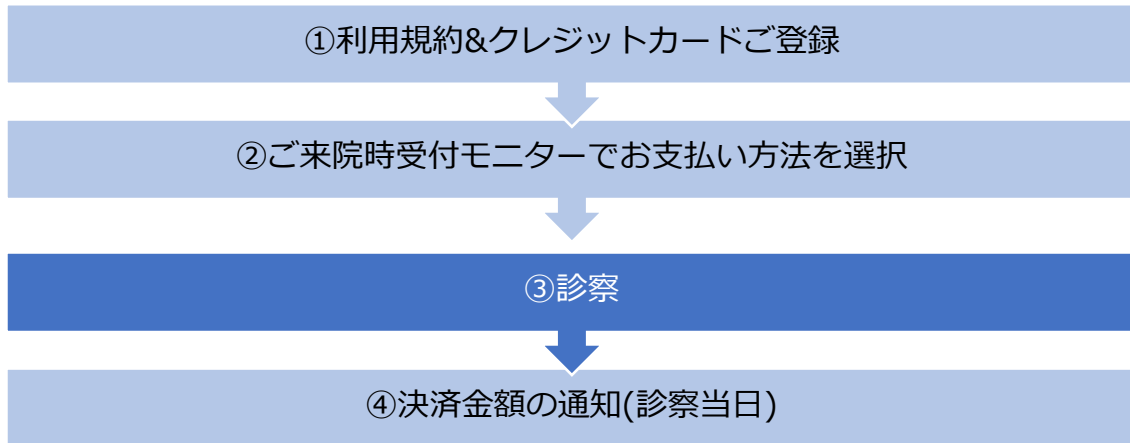 ①利用規約&クレジットカードご登録
②ご来院時受付モニターでお支払い方法を選択
③診察
④決済金額の通知(診察当日)